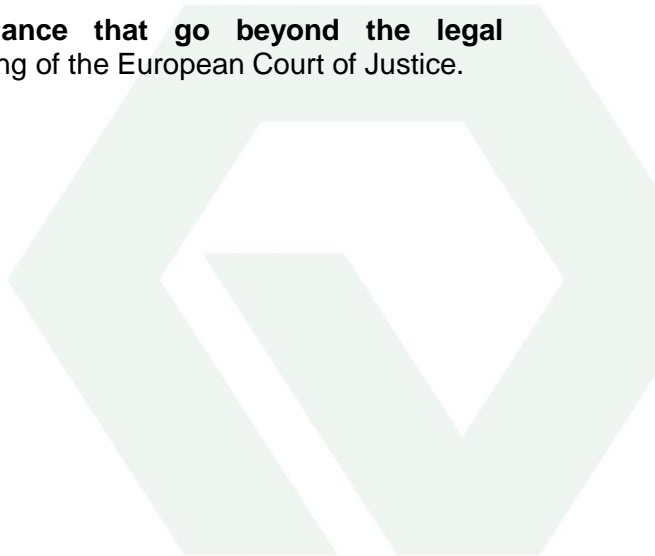 ance that go beyond the legal
ng of the European Court of Justice.